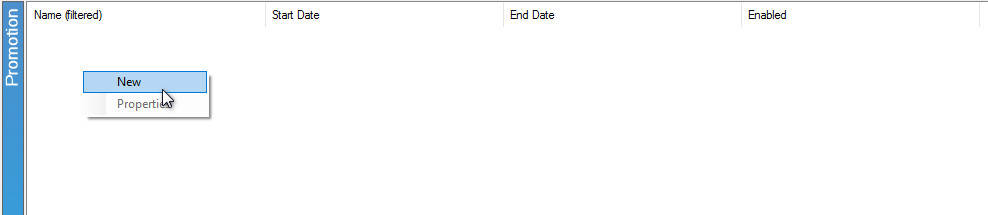 Promotion
Name (filtered) Start Date End Date Enabled
New
Properties